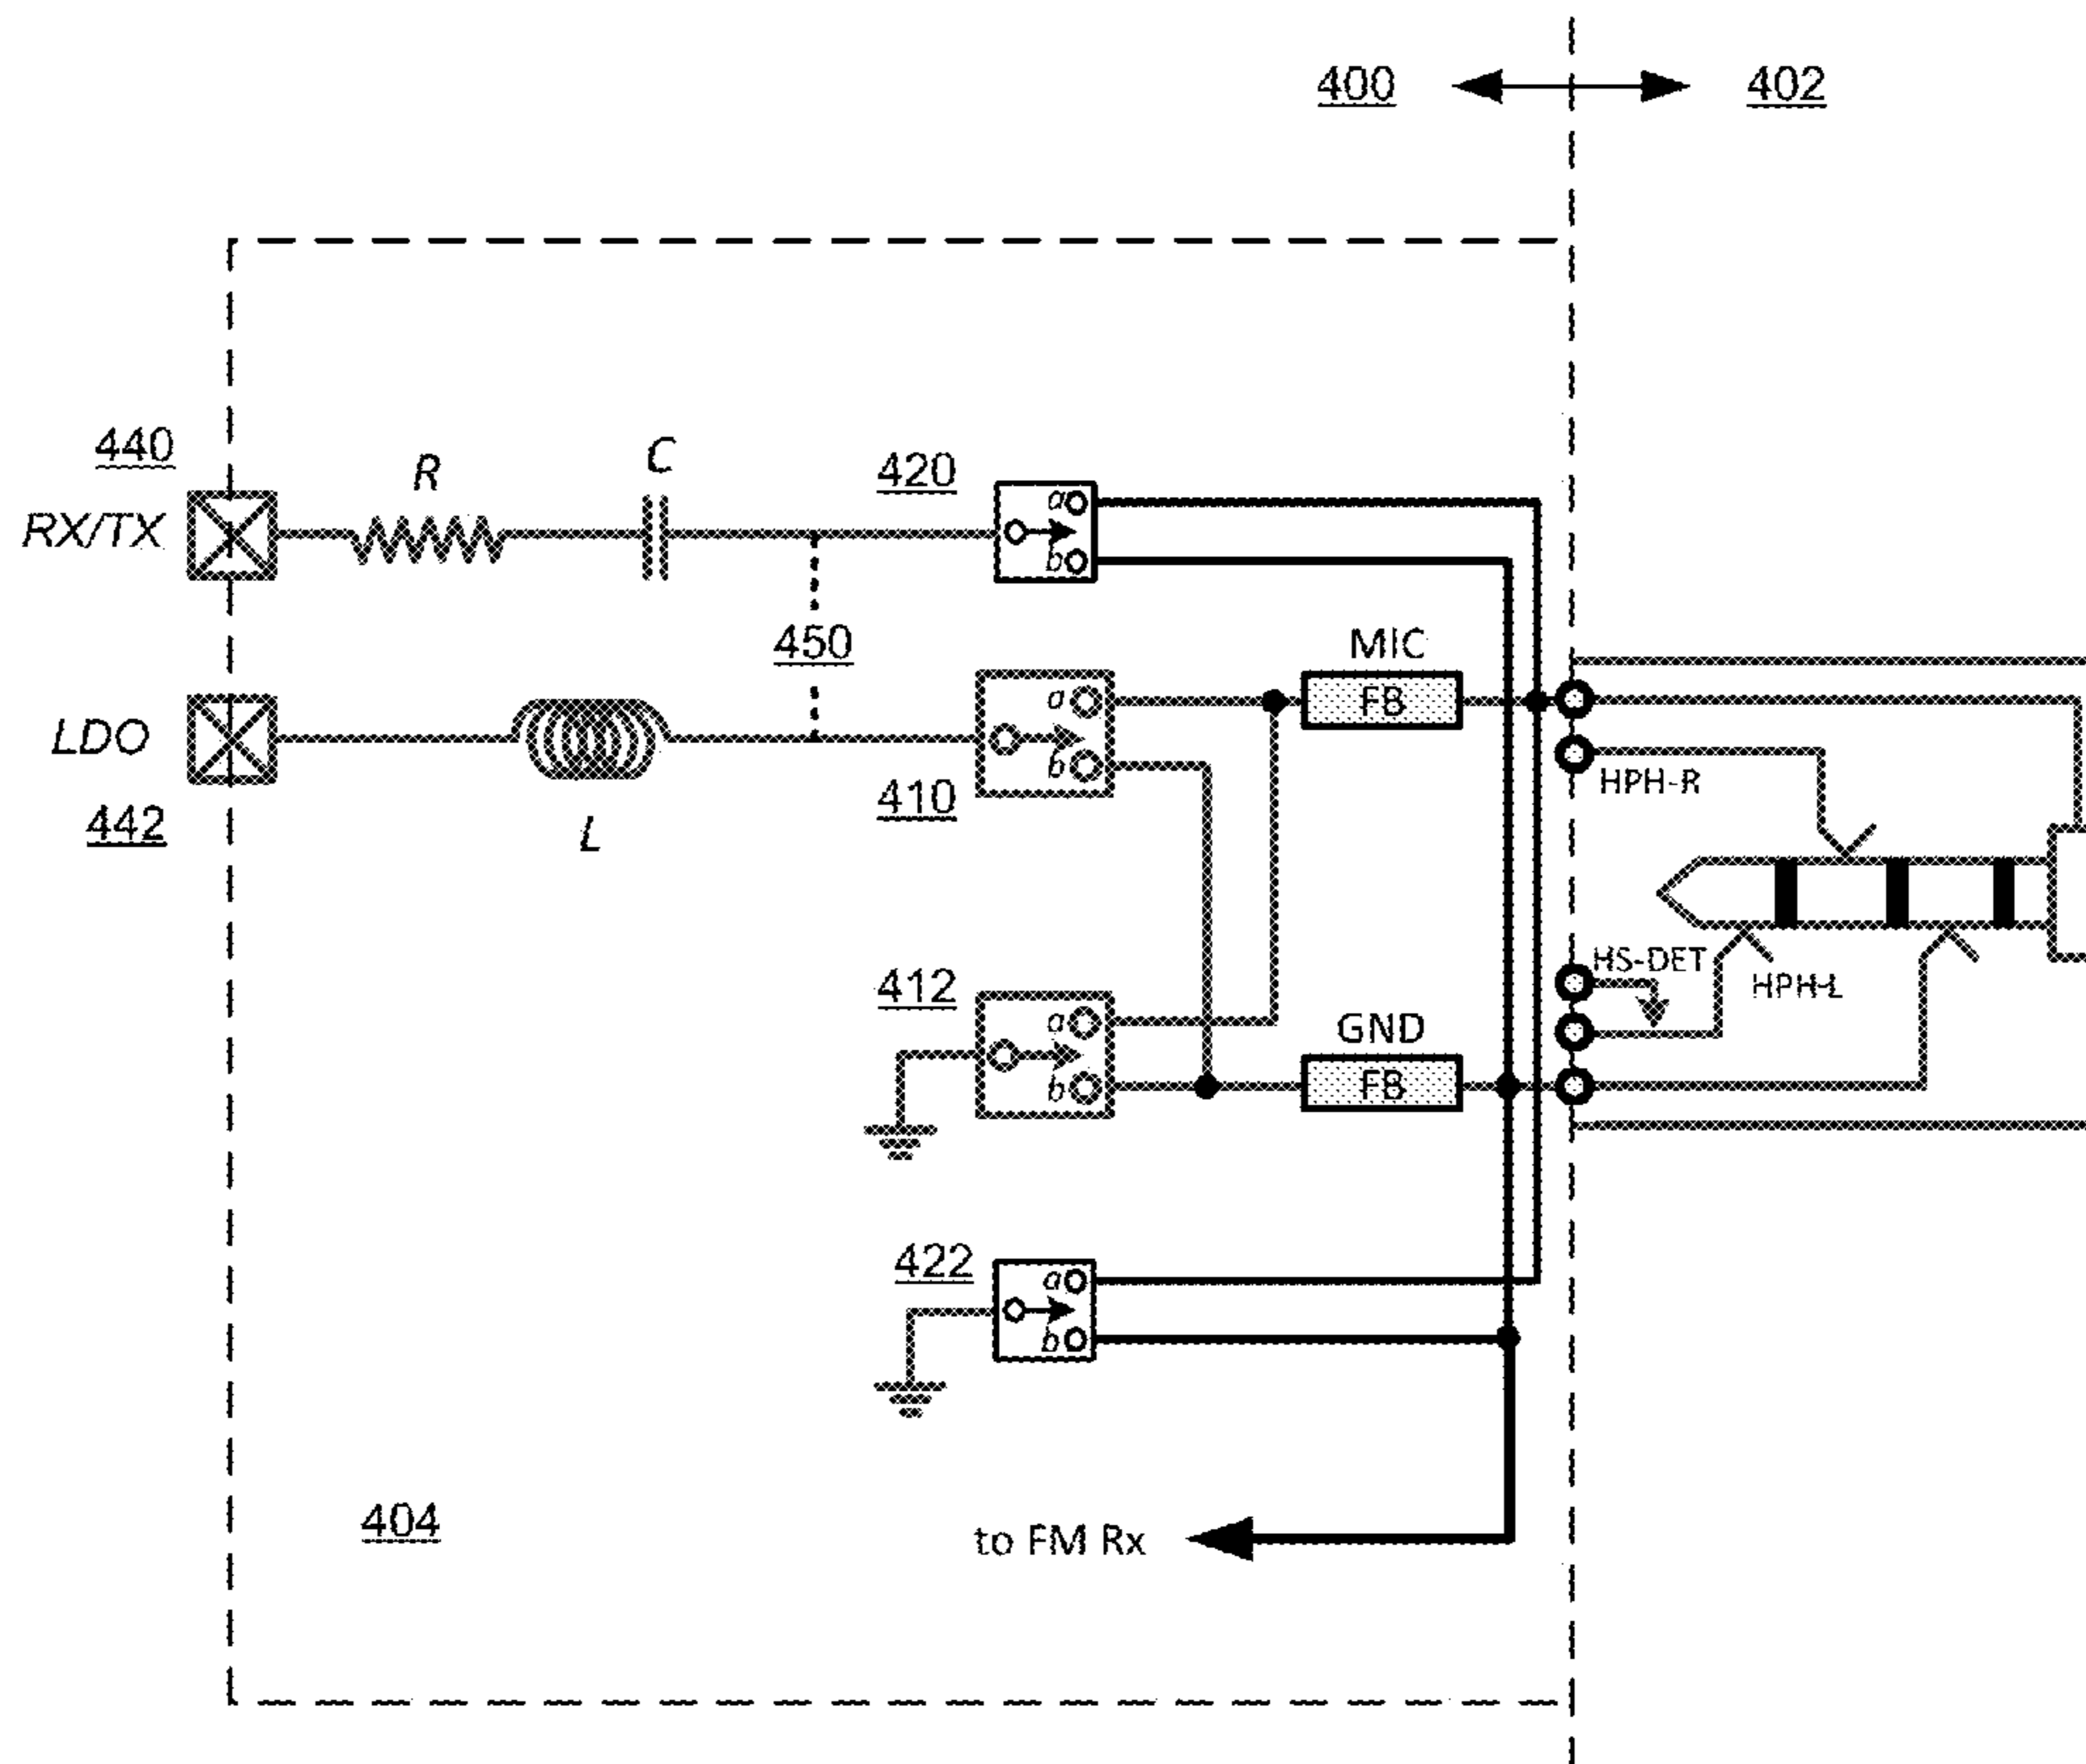 400 402
440
R
C
420
a
RX/TX
b
450
MIC
a
FB
LDO
b
410
HPH-R
442
L
412
HS-DET
HPH-L
a
GND
b
FB
422
a
b
404
to FM Rx